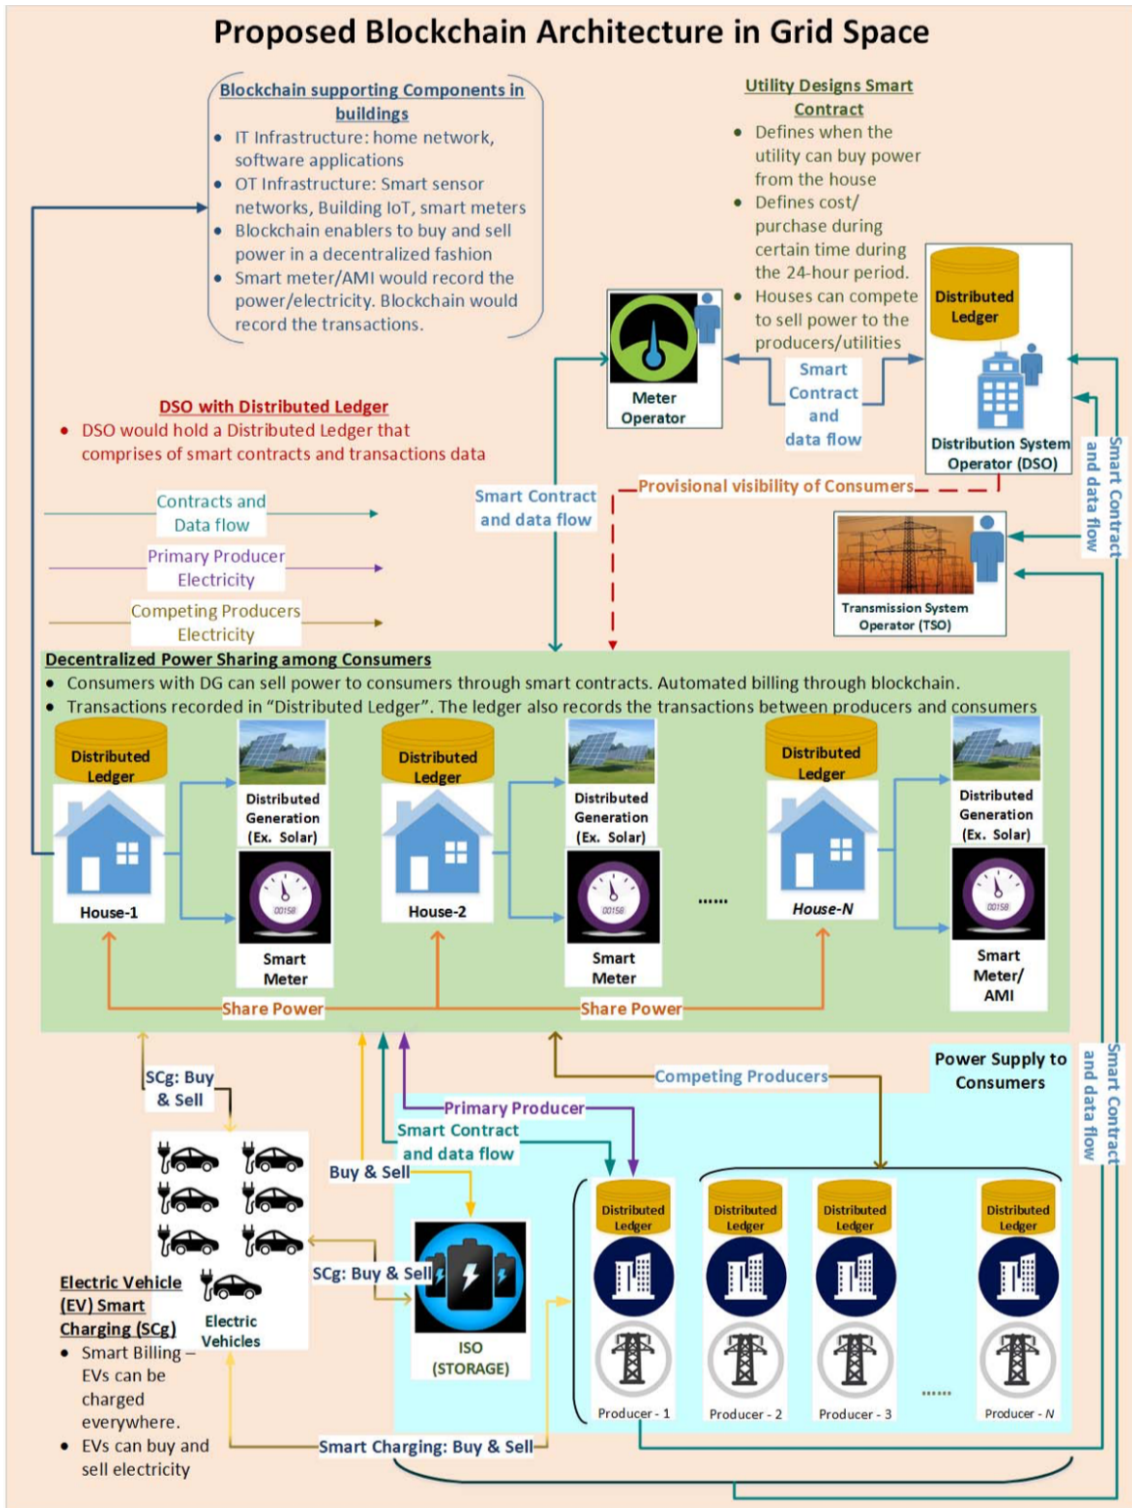 Proposed Blockchain Architecture in Grid Space
Blockchain supporting Components in
buildings
● IT Infrastructure: home network,
software applications
● OT Infrastructure: Smart sensor
networks, Building IoT, smart meters
● Blockchain enablers to buy and sell
power in a decentralized fashion
● Smart meter/AMI would record the
power/electricity. Blockchain would
record the transactions.
Utility Designs Smart
Contract
● Defines when the
utility can buy power
from the house
● Defines cost/
purchase during
certain time during
the 24-hour period.
● Houses can compete
to sell power to the
producers/utilities
Distributed
Ledger
Distribution System
Operator (DSO)
Meter
Operator
Smart
Contract
and
data flow
DSO with Distributed Ledger
● DSO would hold a Distributed Ledger that
comprises of smart contracts and transactions data
Contracts and
Data flow
Primary Producer
Electricity
Competing Producers
Electricity
Smart Contract
and data flow
Provisional visibility of Consumers
Smart Contract
and data flow
Transmission System
Operator (TSO)
Decentralized Power Sharing among Consumers
● Consumers with DG can sell power to consumers through smart contracts. Automated billing through blockchain.
● Transactions recorded in “Distributed Ledger”. The ledger also records the transactions between producers and consumers
Distributed
Ledger
House-1
Distributed
Generation
(Ex. Solar)
00158
Smart
Meter
Distributed
Ledger
House-2
Distributed
Generation
(Ex. Solar)
00158
Smart
Meter
......
Distributed
Ledger
House-N
Distributed
Generation
(Ex. Solar)
00158
Smart
Meter/
AMI
Share Power
Share Power
SCg: Buy
& Sell
Power Supply to
Consumers
Competing Producers
Primary Producer
Smart Contract
and data flow
Buy & Sell
Smart Contract
and data flow
SCg: Buy & Sell
ISO
(STORAGE)
Electric
Vehicles
Electric Vehicle
(EV) Smart
Charging (SCg)
● Smart Billing –
EVs can be
charged
everywhere.
● EVs can buy and
sell electricity
Smart Charging: Buy & Sell
Distributed
Ledger
Producer - 1
Distributed
Ledger
Producer - 2
Distributed
Ledger
Producer - 3
......
Distributed
Ledger
Producer - N